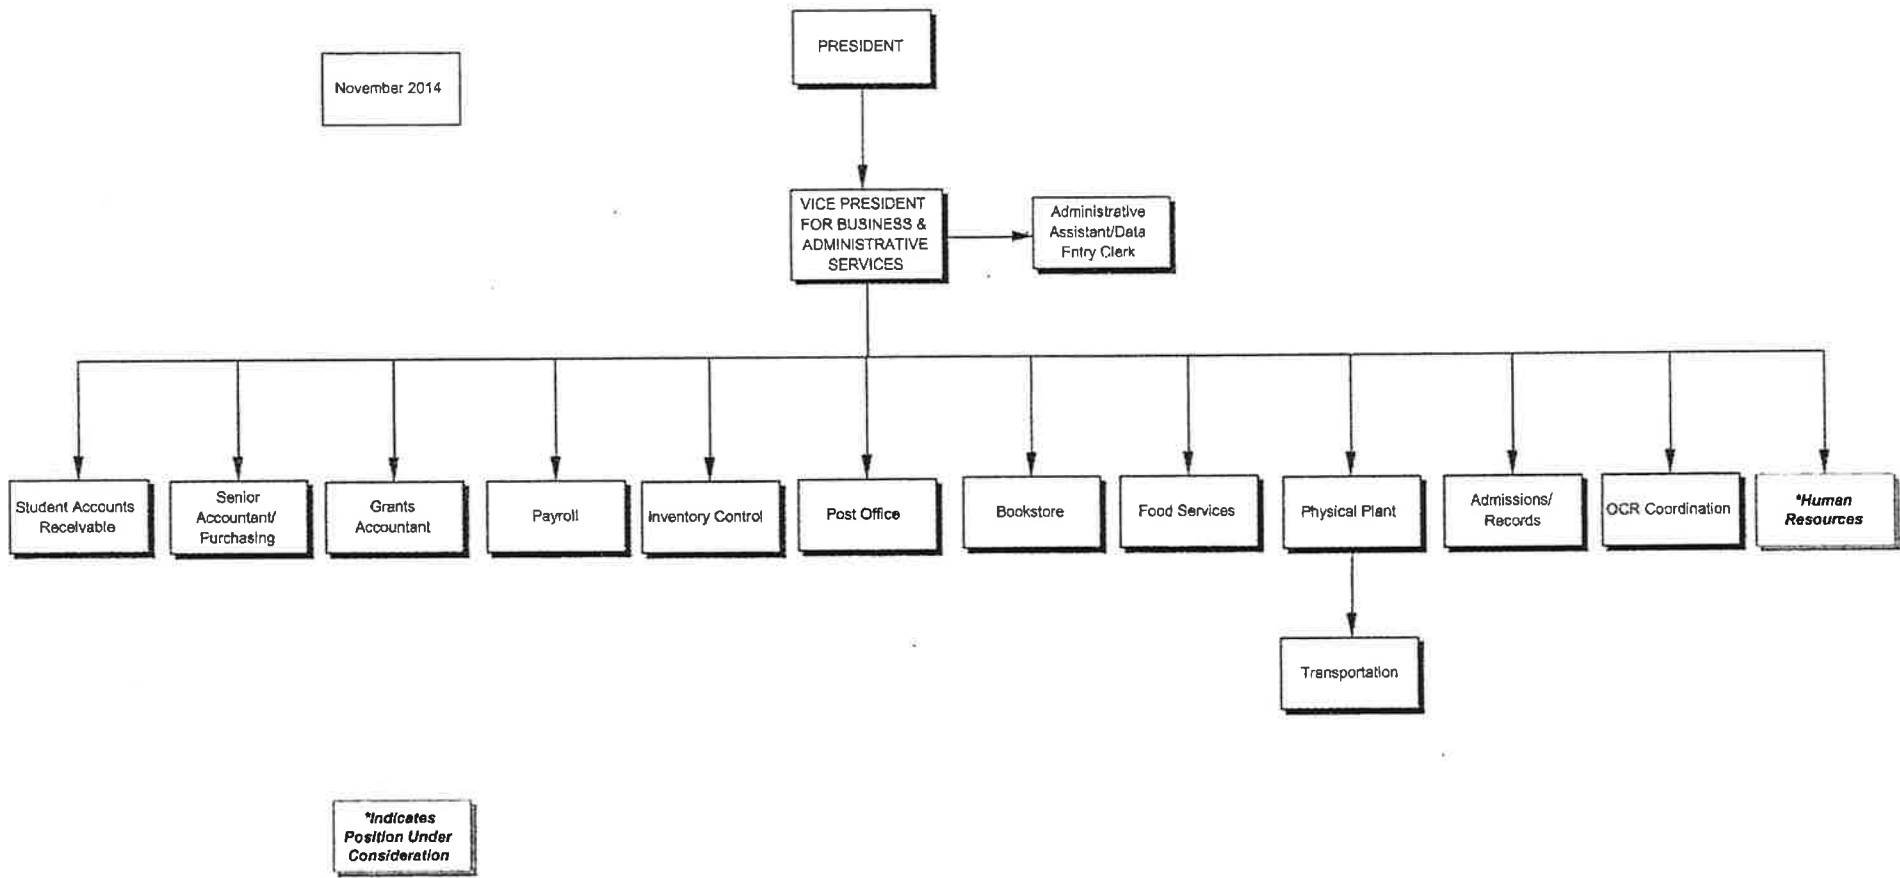 PRESIDENT
November 2014
VICE PRESIDENT
FOR BUSINESS &
ADMINISTRATIVE
SERVICES
Administrative
Assistant/Data
Entry Clerk
Student Accounts
Receivable
Senior
Accountant/
Purchasing
Grants
Accountant
Payroll
Inventory Control
Post Office
Bookstore
Food Services
Physical Plant
Admissions/
Records
OCR Coordination
*Human
Resources
Transportation
*Indicates
Position Under
Consideration